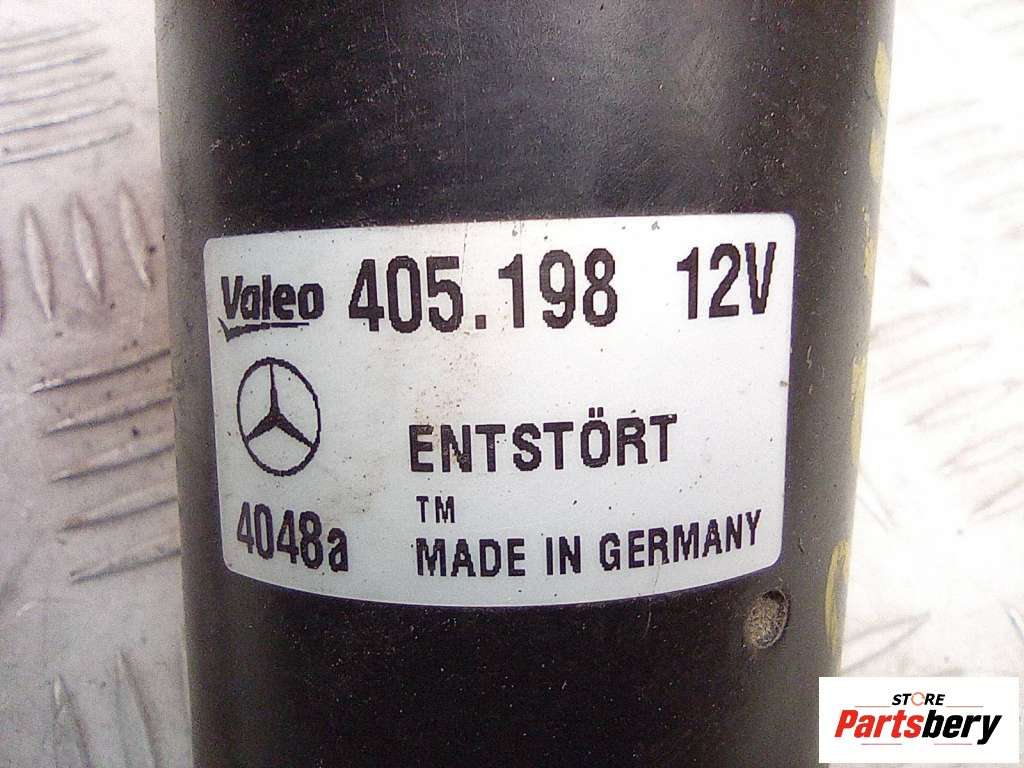 Valeo 405.198 12V
ENTSTÖRT
4048a
TM
MADE IN GERMANY
STORE
Partsbery